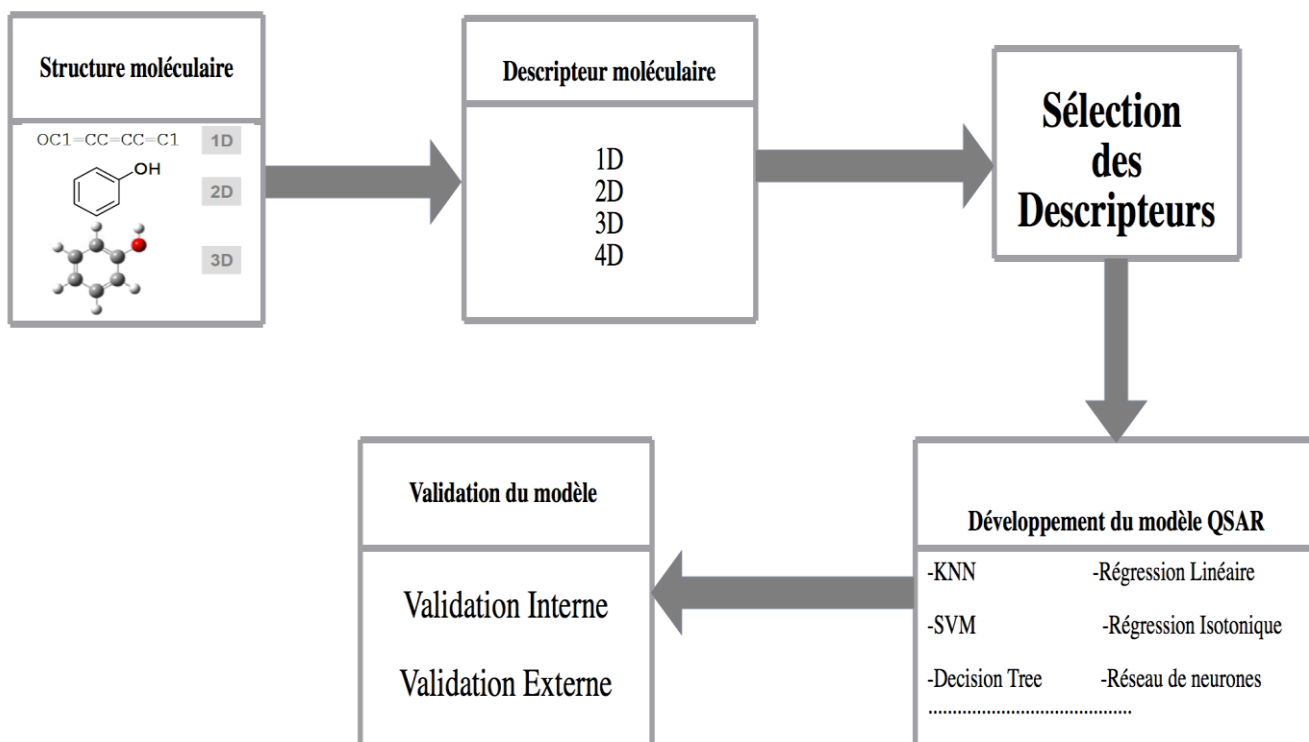 Structure moléculaire
OC1=CC=CC=C1 1D
OH
2D
3D
Descripteur moléculaire
1D
2D
3D
4D
Sélection
des
Descripteurs
Développement du modèle QSAR
-KNN -Régression Linéaire
-SVM -Régression Isotonique
-Decision Tree -Réseau de neurones
..........................................
Validation du modèle
Validation Interne
Validation Externe